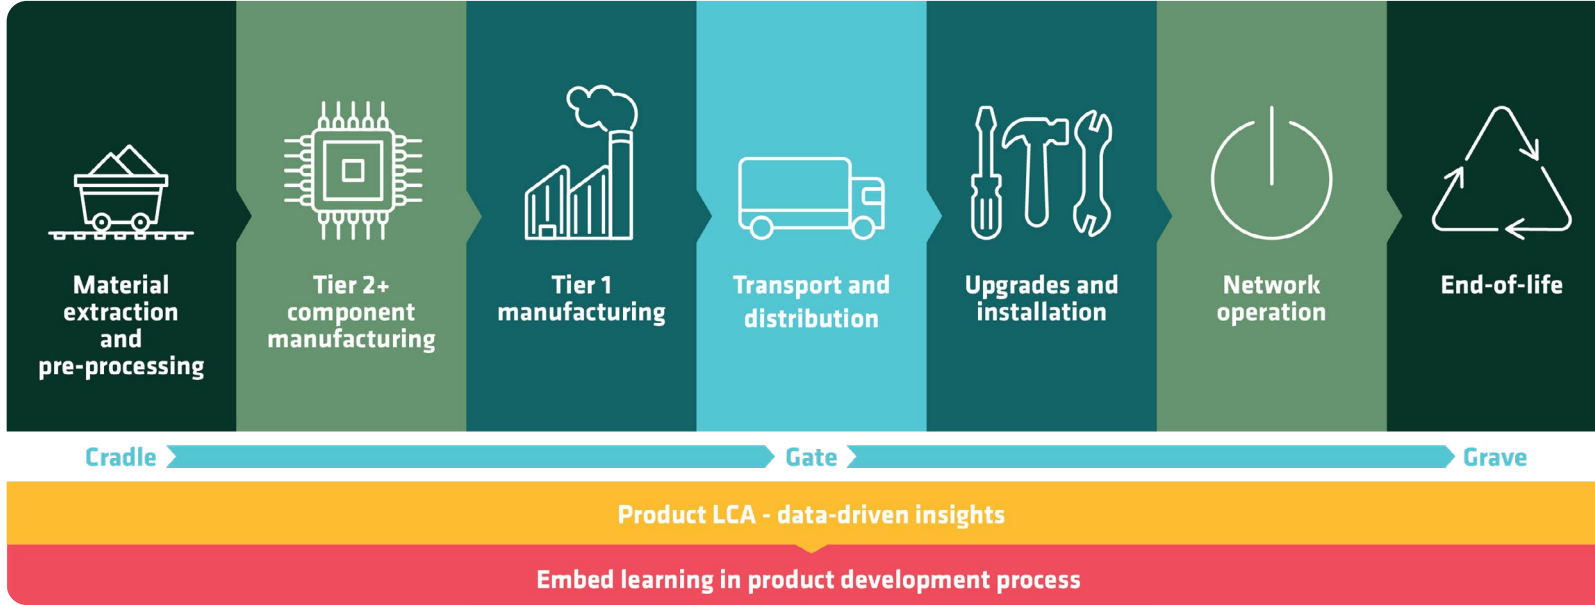 Material
extraction
and
pre-processing
Tier 2+
component
manufacturing
Tier 1
manufacturing
Transport and
distribution
Upgrades and
installation
Network
operation
End-of-life
Cradle
Gate
Grave
Product LCA - data-driven insights
Embed learning in product development process